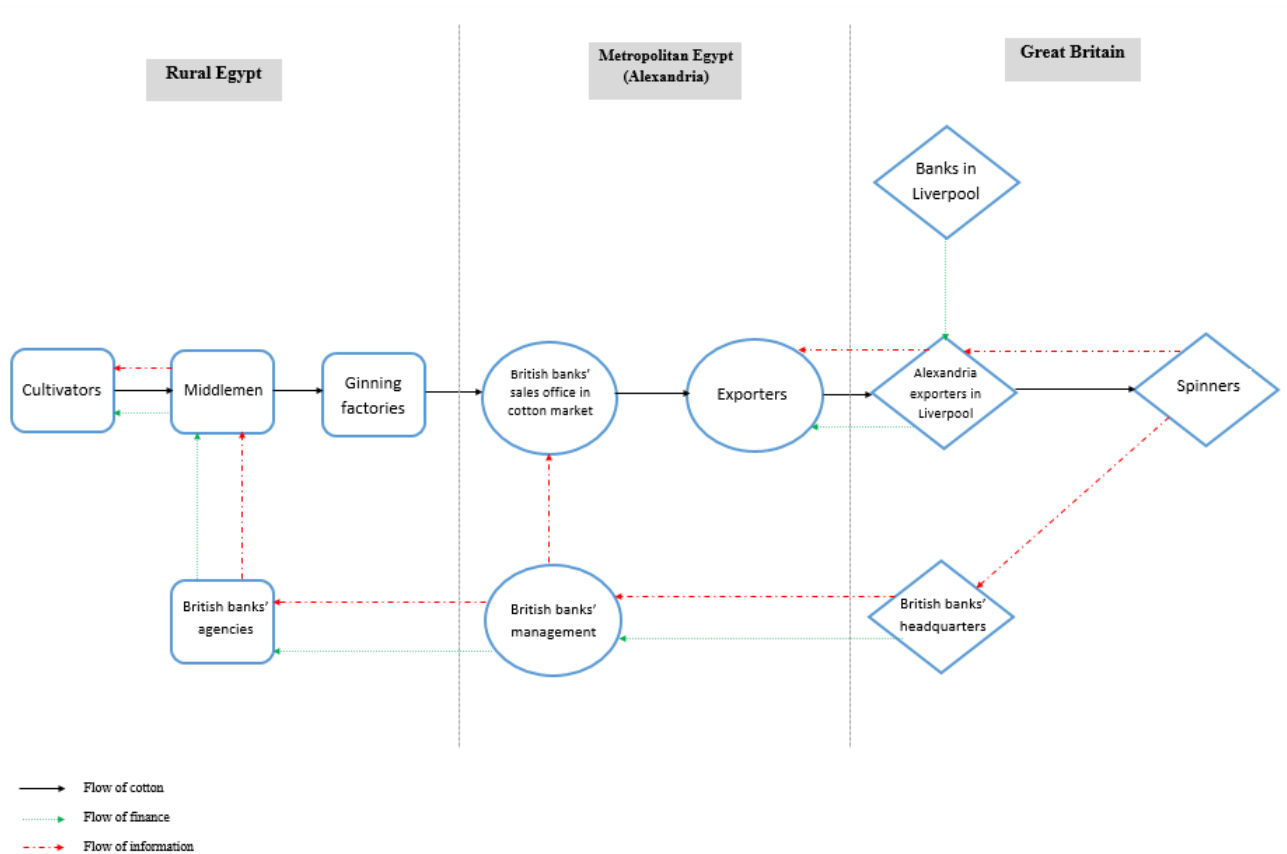 Rural Egypt
Metropolitan Egypt
(Alexandria)
Great Britain
Banks in
Liverpool
Cultivators
Middlemen
Ginning
factories
British banks'
sales office in
cotton market
Exporters
Alexandria
exporters in
Liverpool
Spinners
British banks'
agencies
British banks'
management
British banks'
headquarters
Flow of cotton
Flow of finance
Flow of information